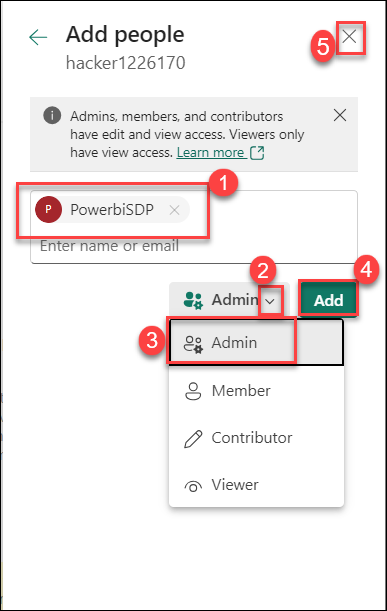 Add people
5
hacker1226170
Admins, members, and contributors
have edit and view access. Viewers only
have view access. Learn more
1
P PowerbiSDP
Enter name or email
2
4
Admin
Add
3
Admin
Member
Contributor
Viewer